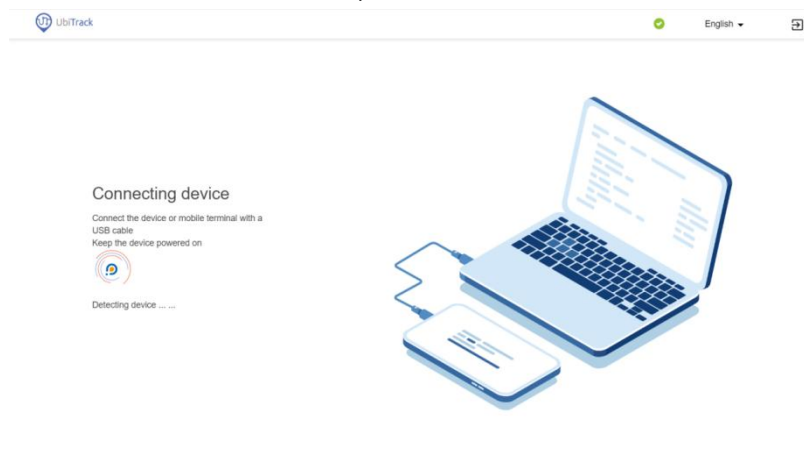 UbiTrack
English
Connecting device
Connect the device or mobile terminal with a
USB cable
Keep the device powered on
Detecting device ... ...